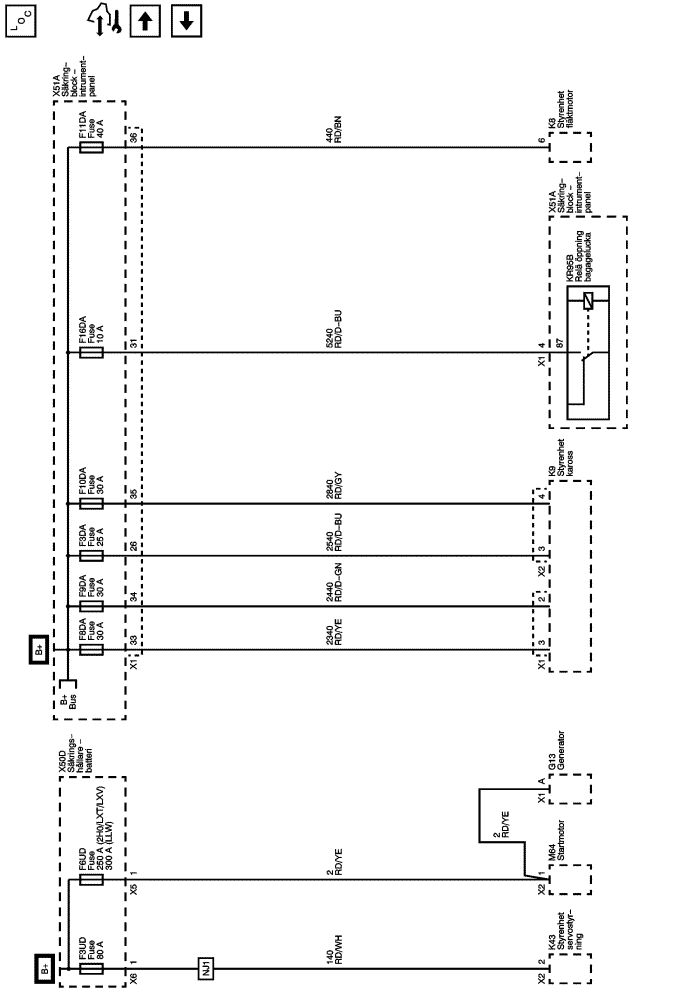 LOC
X50D
Säkrings–
hållare –
batteri
B+
F3UD
Fuse
80 A
1
X6
NJ1
140
RD/WH
2
X2
K43
Styrenhet
servostyr–
ning
F6UD
Fuse
250 A (2H0/LXT/LXV)
300 A (LLW)
1
X5
2
RD/YE
1
X2
M64
Startmotor
2
RD/YE
A
X1
G13
Generator
X51A
Säkring–
block –
intrument–
panel
B+
B+
Bus
F8DA
Fuse
30 A
33
X1
2340
RD/YE
3
X1
F9DA
Fuse
30 A
34
2440
RD/D–GN
2
F3DA
Fuse
25 A
26
2540
RD/D–BU
3
X2
F10DA
Fuse
30 A
35
2840
RD/GY
4
K9
Styrenhet
kaross
F16DA
Fuse
10 A
31
5240
RD/D–BU
4
X1
87
KR95B
Relä öppning
bagagelucka
X51A
Säkring–
block –
intrument–
panel
F11DA
Fuse
40 A
36
440
RD/BN
6
K8
Styrenhet
fläktmotor